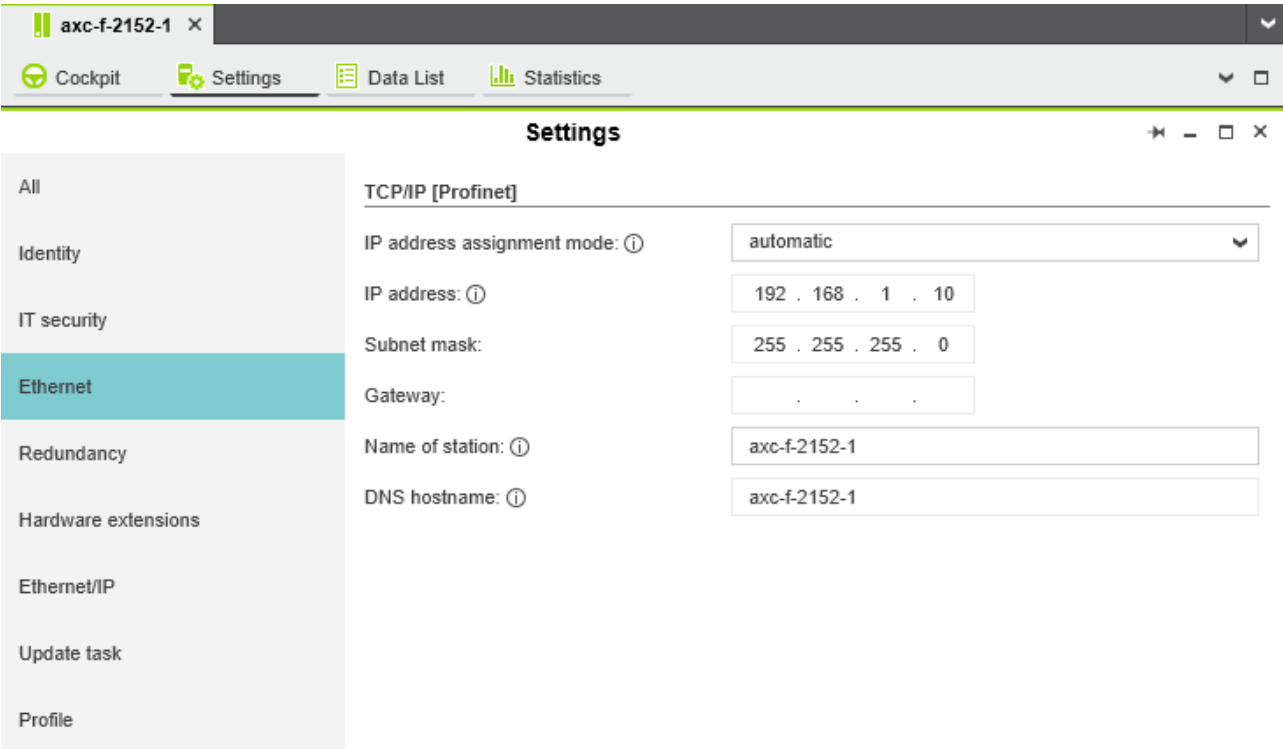 axc-f-2152-1
Cockpit Settings Data List Statistics
Settings
All
Identity
IT security
Ethernet
Redundancy
Hardware extensions
Ethernet/IP
Update task
Profile
TCP/IP [Profinet]
IP address assignment mode: automatic
IP address: 192 . 168 . 1 . 10
Subnet mask: 255 . 255 . 255 . 0
Gateway: . . .
Name of station: axc-f-2152-1
DNS hostname: axc-f-2152-1